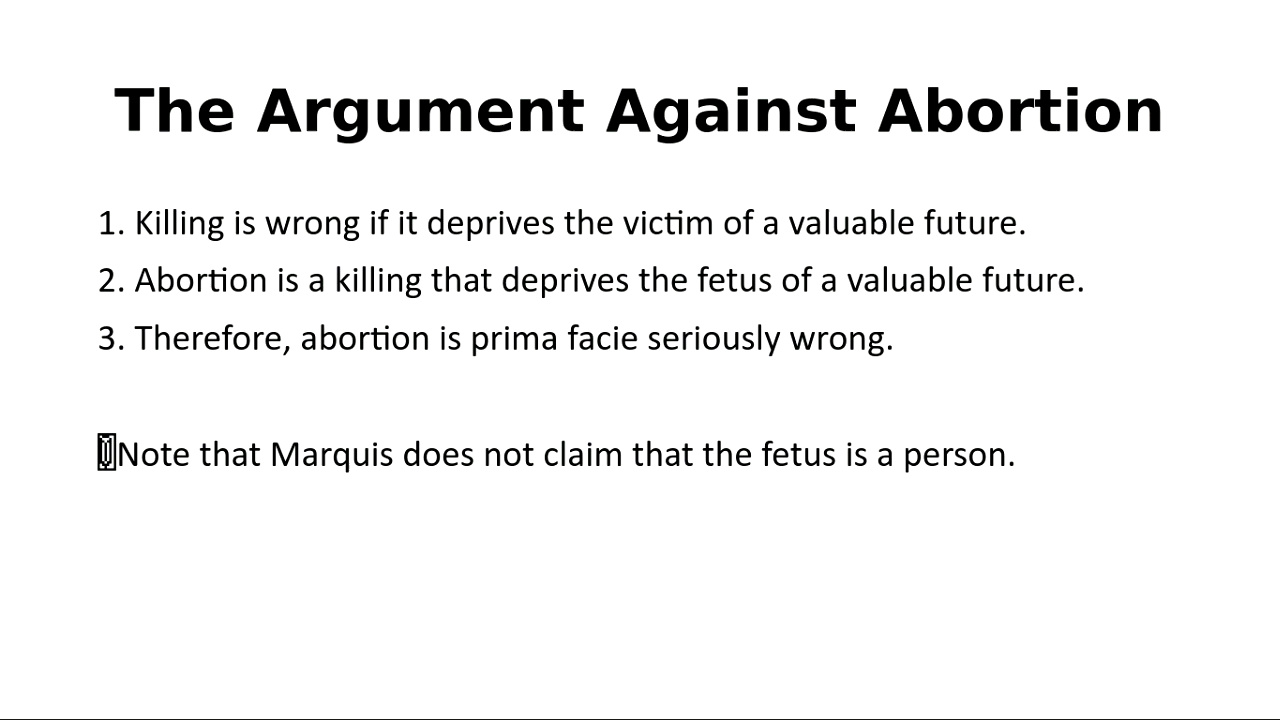 The Argument Against Abortion
1. Killing is wrong if it deprives the victim of a valuable future.
2. Abortion is a killing that deprives the fetus of a valuable future.
3. Therefore, abortion is prima facie seriously wrong.
Note that Marquis does not claim that the fetus is a person.